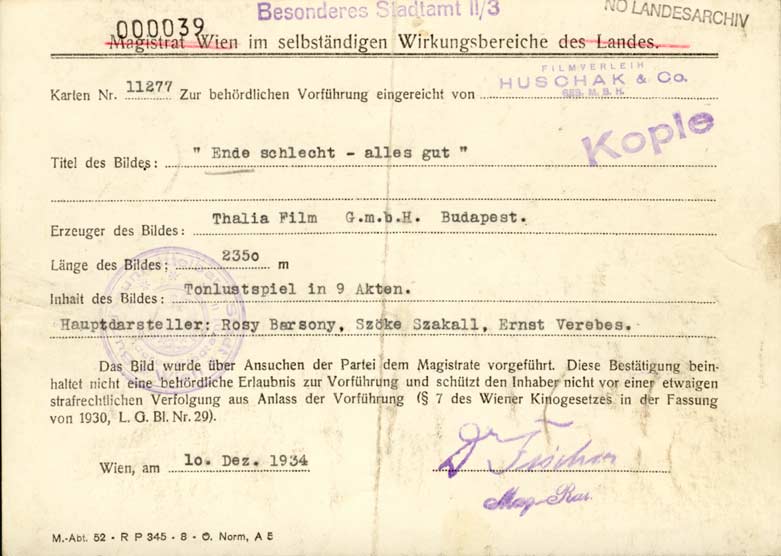 000039
Besonderes Stadtamt II/3
NÖ LANDESARCHIV
Magistrat Wien im selbständigen Wirkungsbereiche des Landes.
FILMVERLEIH
HUSCHAK & Co.
GES. M. B. H.
Karten Nr. 11277 Zur behördlichen Vorführung eingereicht von
Kopie
Titel des Bildes: " Ende schlecht - alles gut "
Erzeuger des Bildes: Thalia Film G.m.b.H. Budapest.
Länge des Bildes: 2350 m
Inhalt des Bildes: Tonlustspiel in 9 Akten.
Hauptdarsteller: Rosy Barsony, Szöke Szakall, Ernst Verebes.
Das Bild wurde über Ansuchen der Partei dem Magistrate vorgeführt. Diese Bestätigung bein-
haltet nicht eine behördliche Erlaubnis zur Vorführung und schützt den Inhaber nicht vor einer etwaigen
strafrechtlichen Verfolgung aus Anlass der Vorführung (§ 7 des Wiener Kinogesetzes in der Fassung
von 1930, L. G. Bl. Nr. 29).
Wien, am 10. Dez. 1934
Dr Fischer
M.-Abt. 52 - R P 345 - 8 - Ö. Norm, A 5